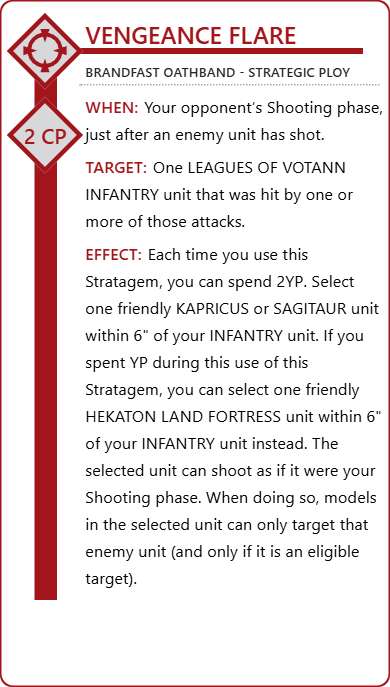 VENGEANCE FLARE
BRANDFAST OATHBAND - STRATEGIC PLOY
2 CP
WHEN: Your opponent's Shooting phase,
just after an enemy unit has shot.
TARGET: One LEAGUES OF VOTANN
INFANTRY unit that was hit by one or
more of those attacks.
EFFECT: Each time you use this
Stratagem, you can spend 2YP. Select
one friendly KAPRICUS or SAGITAUR unit
within 6" of your INFANTRY unit. If you
spent YP during this use of this
Stratagem, you can select one friendly
HEKATON LAND FORTRESS unit within 6"
of your INFANTRY unit instead. The
selected unit can shoot as if it were your
Shooting phase. When doing so, models
in the selected unit can only target that
enemy unit (and only if it is an eligible
target).